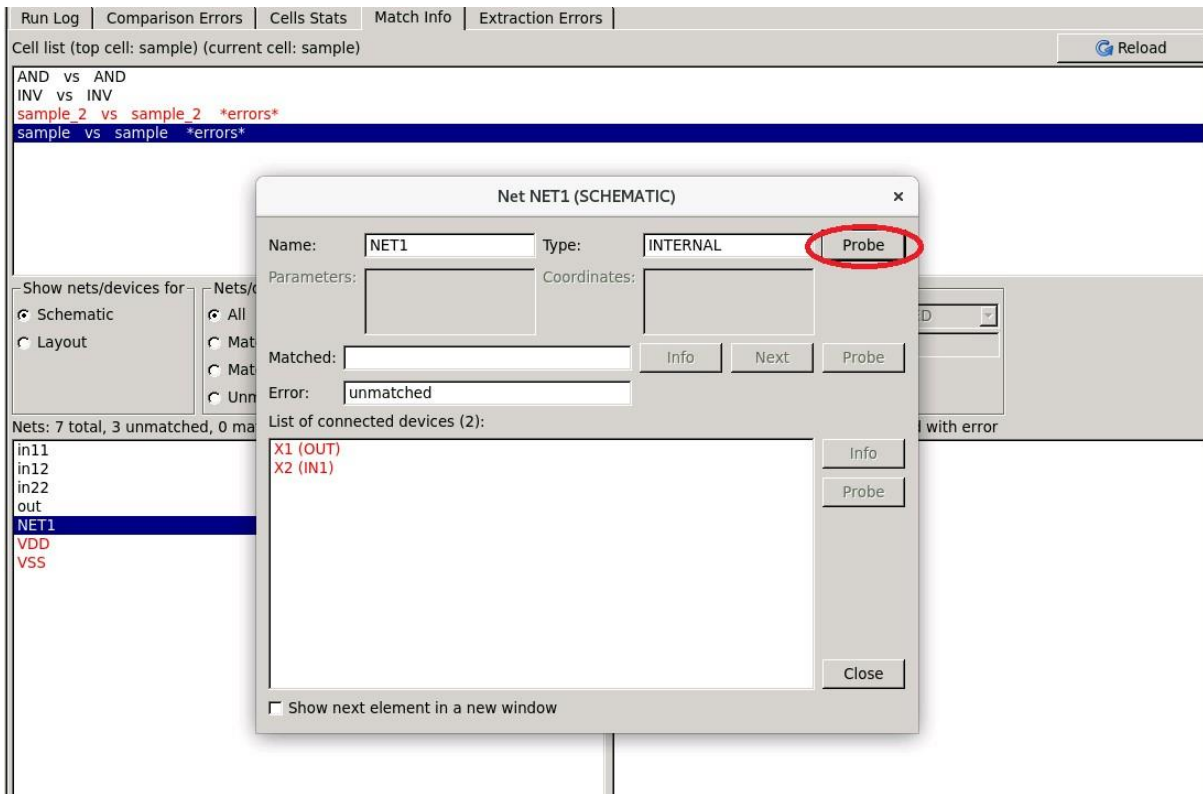 Run Log Comparison Errors Cells Stats Match Info Extraction Errors
Cell list (top cell: sample) (current cell: sample) Reload
AND vs AND
INV vs INV
sample_2 vs sample_2 *errors*
sample vs sample *errors*
Net NET1 (SCHEMATIC)
Name: NET1 Type: INTERNAL Probe
Parameters: Coordinates:
Show nets/devices for
Schematic
Layout
Nets/
All
Matched: Info Next Probe
Error: unmatched
Nets: 7 total, 3 unmatched, 0 with error
List of connected devices (2):
in11
in12
in22
out
NET1
VDD
VSS
X1 (OUT)
X2 (IN1)
Info
Probe
Close
Show next element in a new window